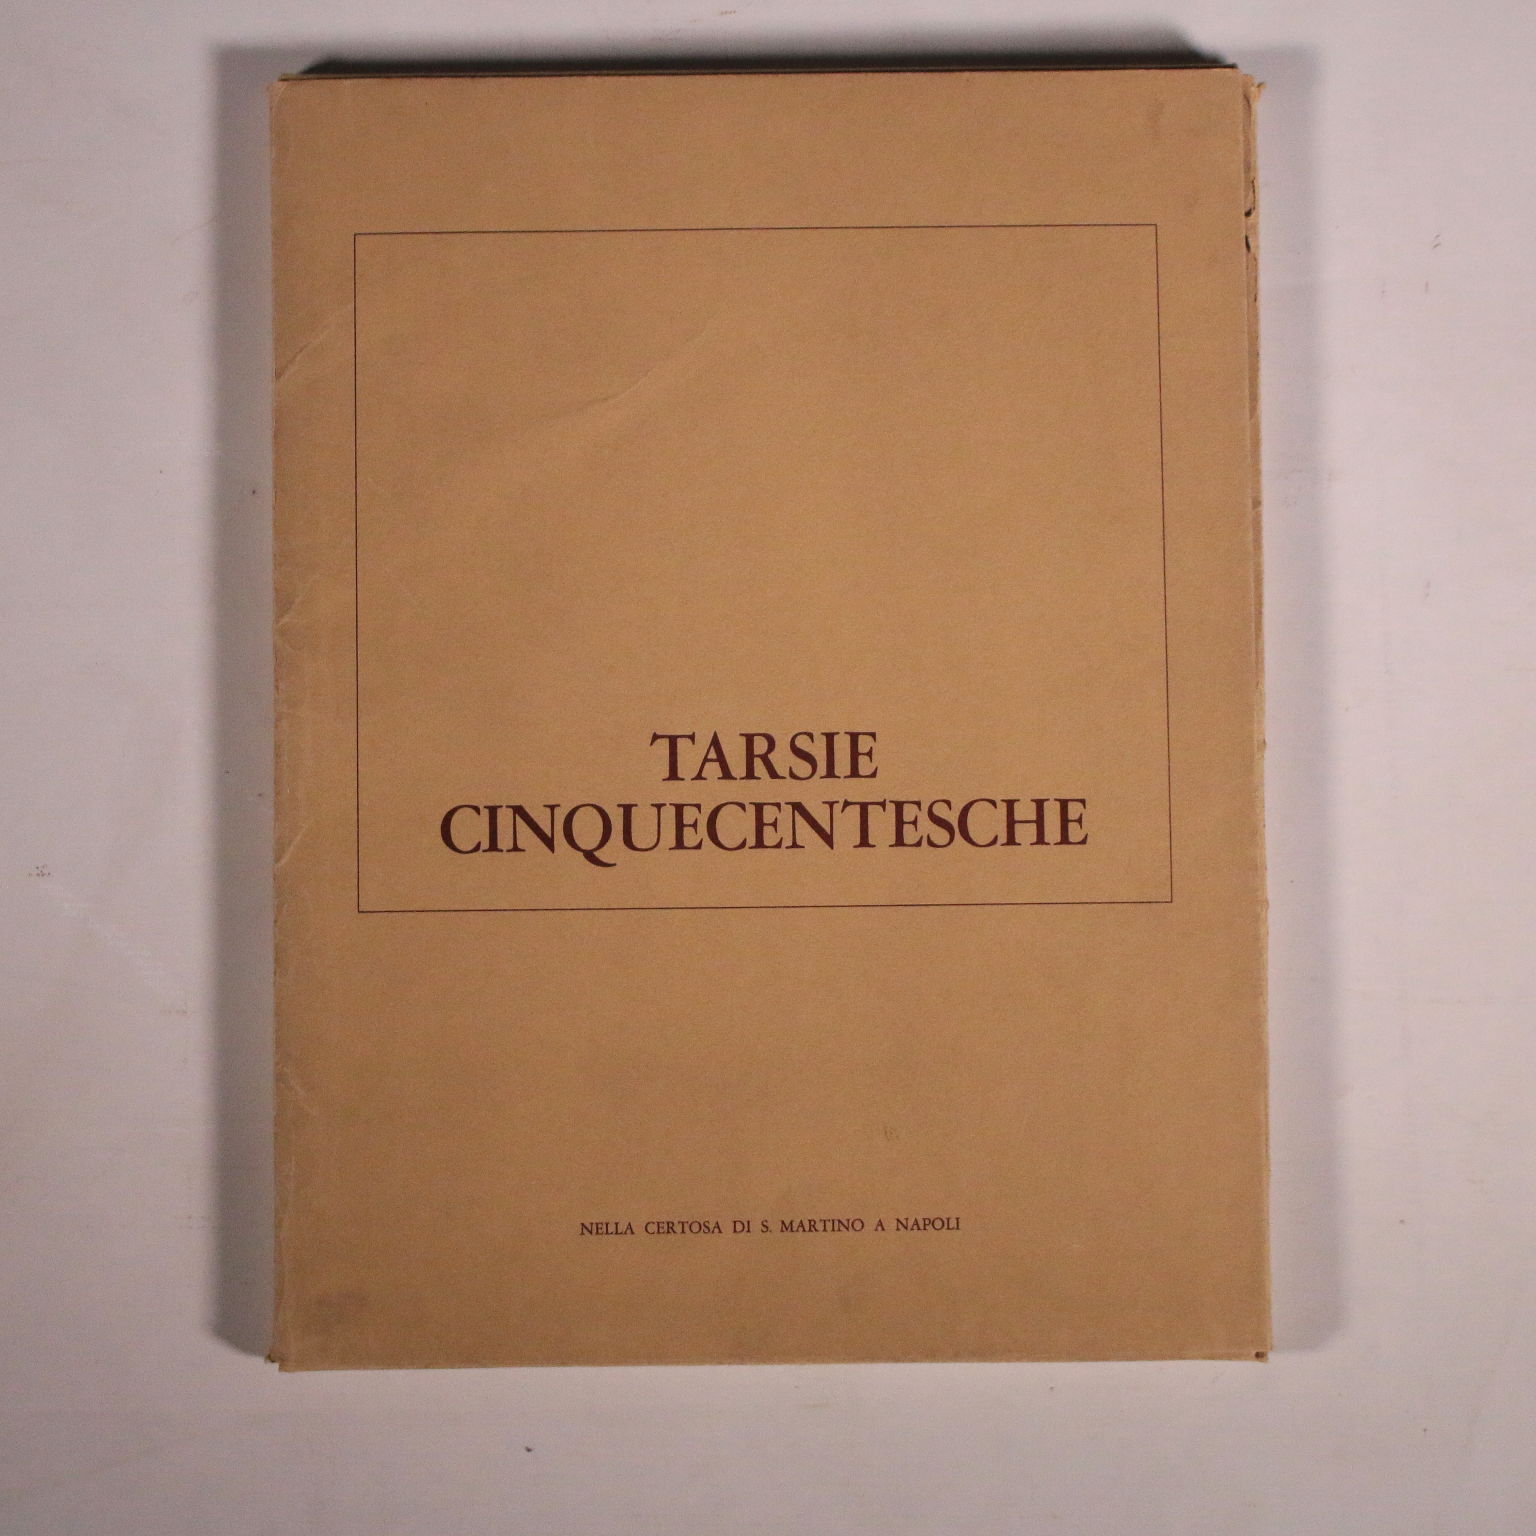 TARSIE
CINQUECENTESCHE
NELLA CERTOSA DI S. MARTINO A NAPOLI